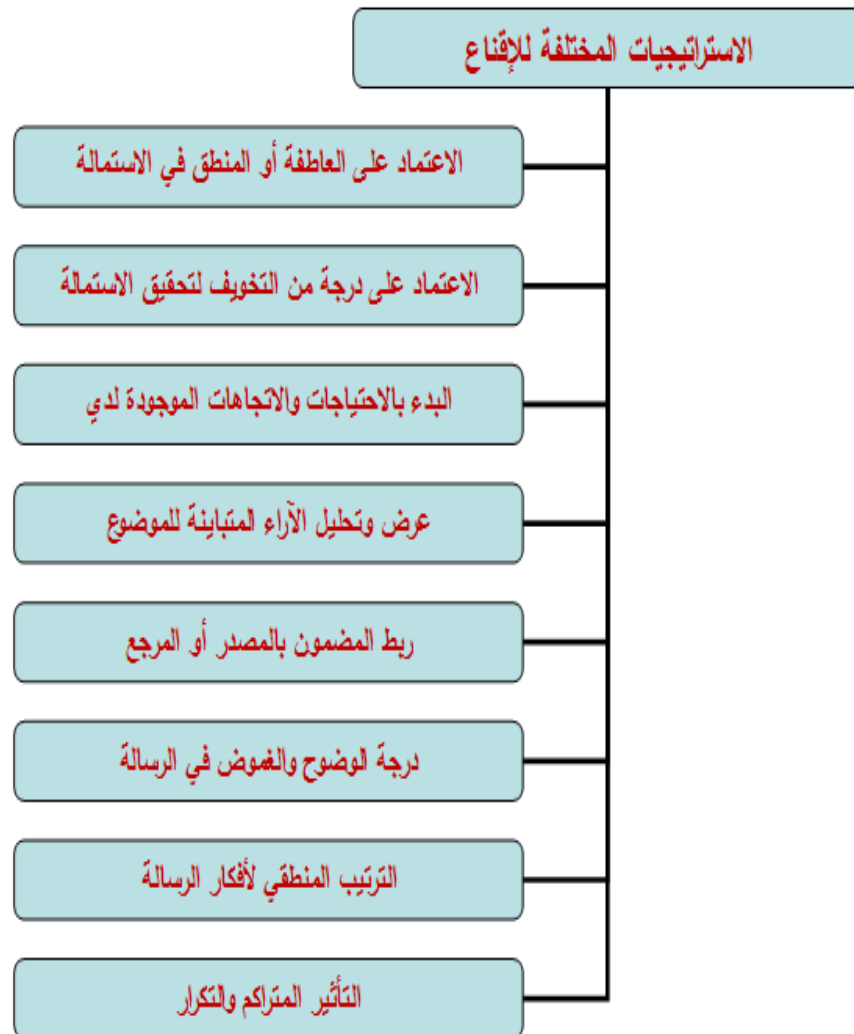 الاستراتيجيات المختلفة للإقناع
الاعتماد على العاطفة أو المنطق في الاستمالة
الاعتماد على درجة من التخويف لتحقيق الاستمالة
البدء بالاحتياجات والاتجاهات الموجودة لدي
عرض وتحليل الآراء المتباينة للموضوع
ربط المضمون بالمصدر أو المرجع
درجة الوضوح والغموض في الرسالة
الترتيب المنطقي لأفكار الرسالة
التأثير المتراكم والتكرار